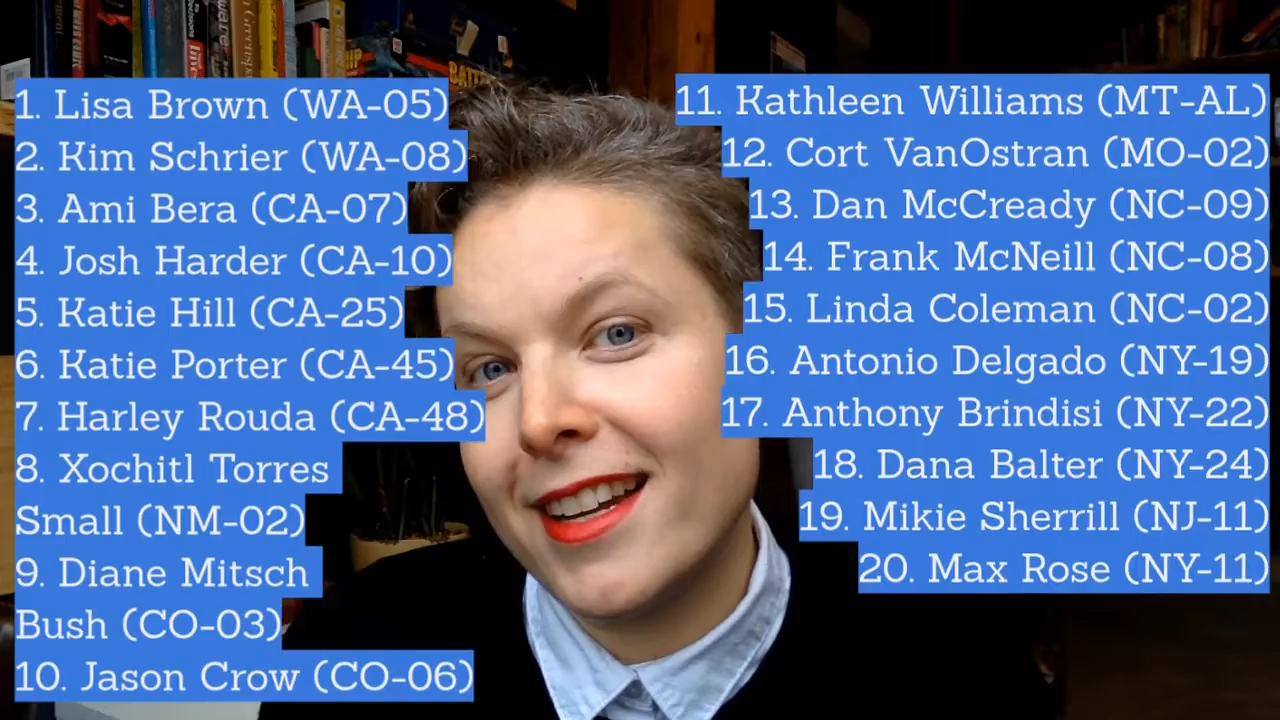 1. Lisa Brown (WA-05)
2. Kim Schrier (WA-08)
3. Ami Bera (CA-07)
4. Josh Harder (CA-10)
5. Katie Hill (CA-25)
6. Katie Porter (CA-45)
7. Harley Rouda (CA-48)
8. Xochitl Torres
Small (NM-02)
9. Diane Mitsch
Bush (CO-03)
10. Jason Crow (CO-06)
11. Kathleen Williams (MT-AL)
12. Cort VanOstran (MO-02)
13. Dan McCready (NC-09)
14. Frank McNeill (NC-08)
15. Linda Coleman (NC-02)
16. Antonio Delgado (NY-19)
17. Anthony Brindisi (NY-22)
18. Dana Balter (NY-24)
19. Mikie Sherrill (NJ-11)
20. Max Rose (NY-11)